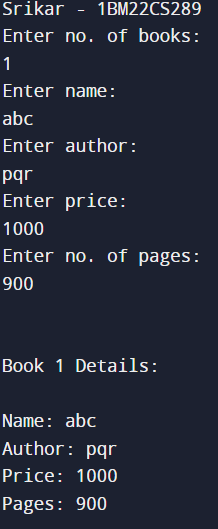 Srikar - 1BM22CS289
Enter no. of books:
1
Enter name:
abc
Enter author:
pqr
Enter price:
1000
Enter no. of pages:
900
Book 1 Details:
Name: abc
Author: pqr
Price: 1000
Pages: 900